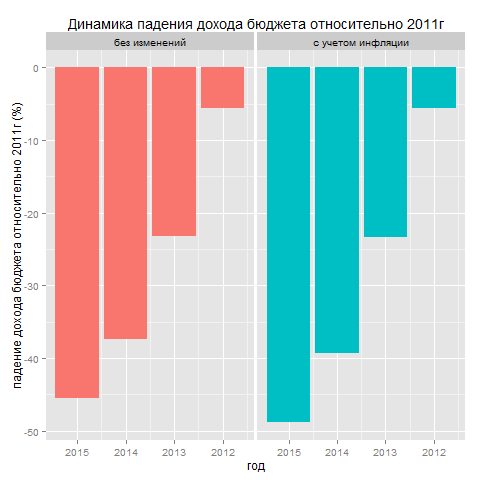 Динамика падения дохода бюджета относительно 2011г
без изменений
с учетом инфляции
падение дохода бюджета относительно 2011г (%)
0
-10
-20
-30
-40
-50
2015 2014 2013 2012
2015 2014 2013 2012
год